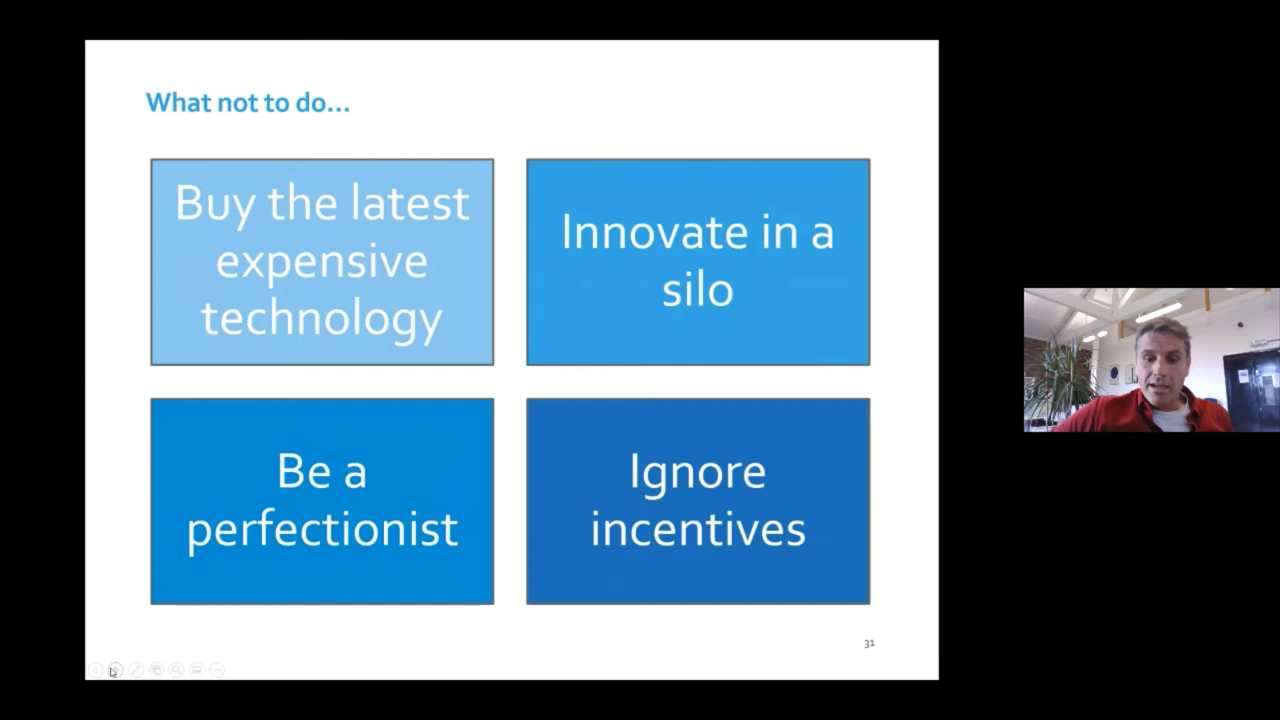 What not to do...
Buy the latest
expensive
technology
Innovate in a
silo
Be a
perfectionist
Ignore
incentives
31